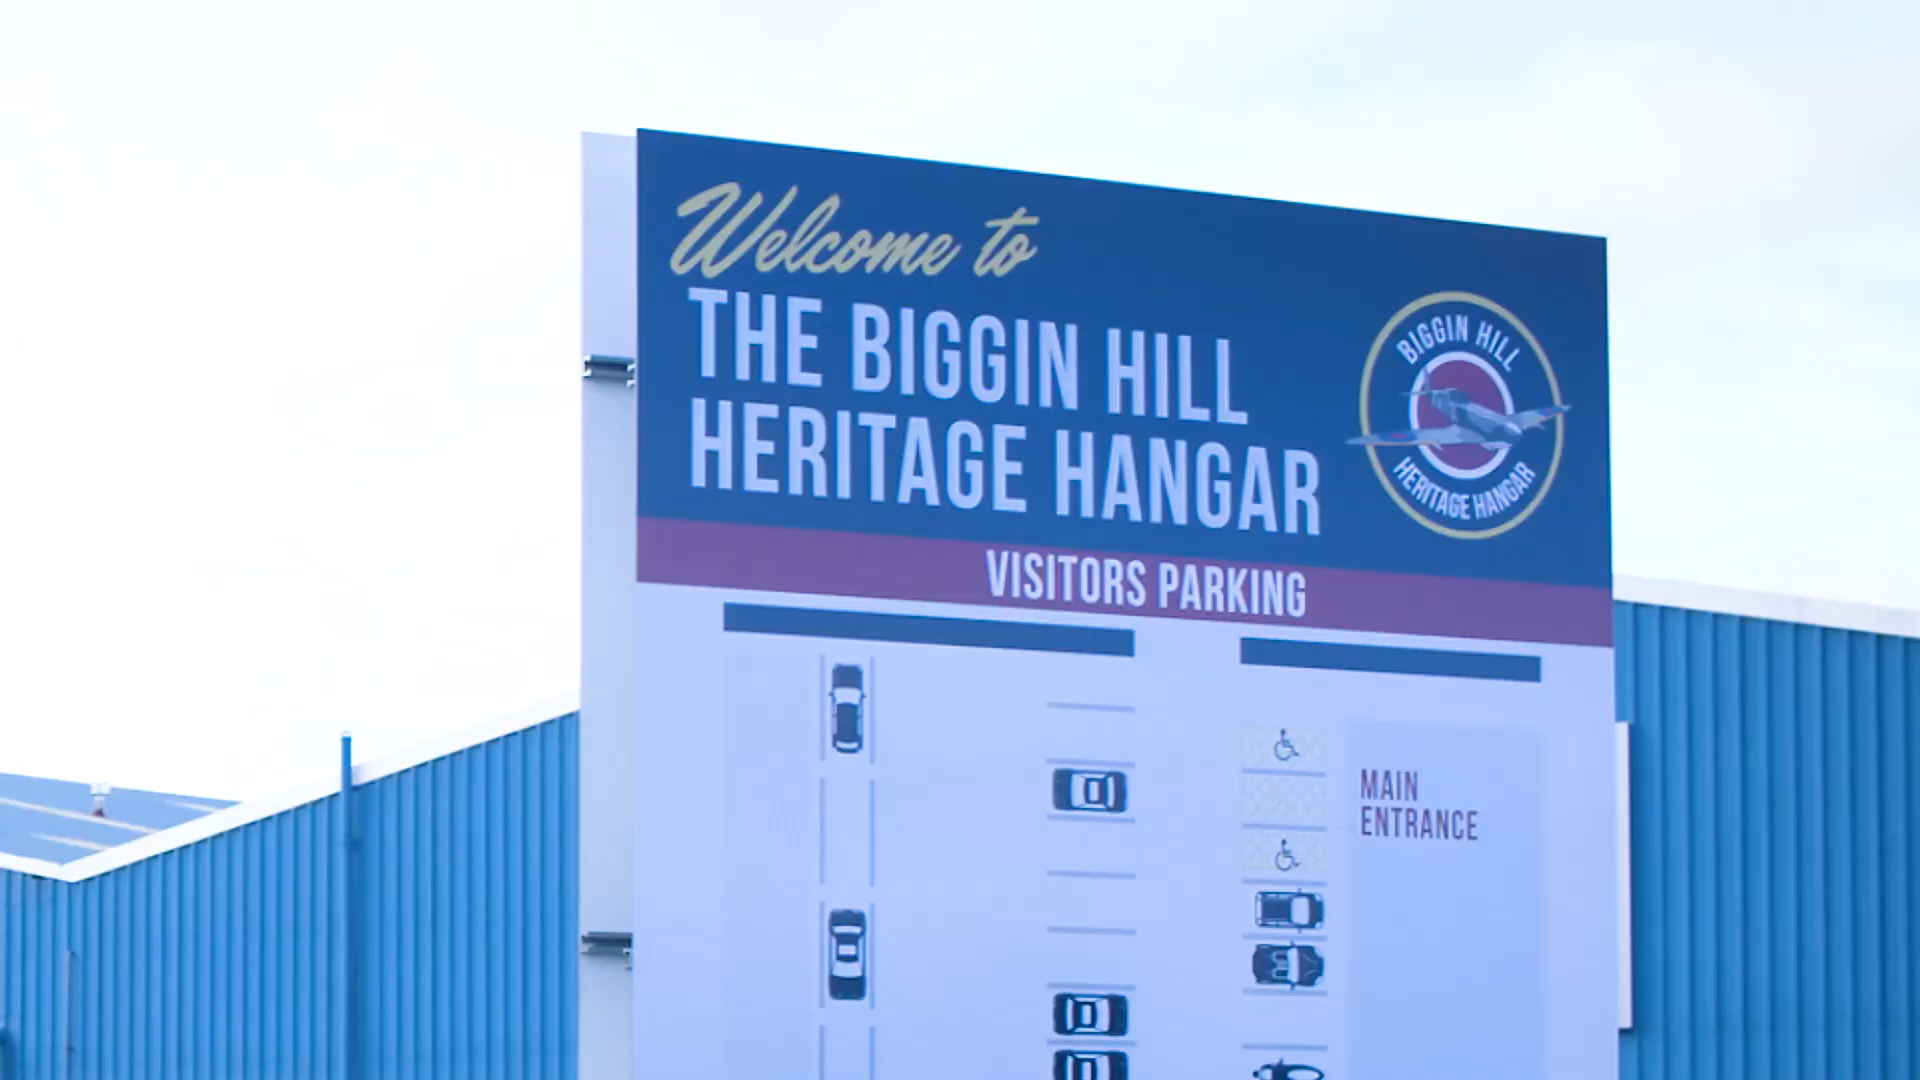 Welcome to
THE BIGGIN HILL
HERITAGE HANGAR
BIGGIN HILL
HERITAGE HANGAR
VISITORS PARKING
MAIN
ENTRANCE